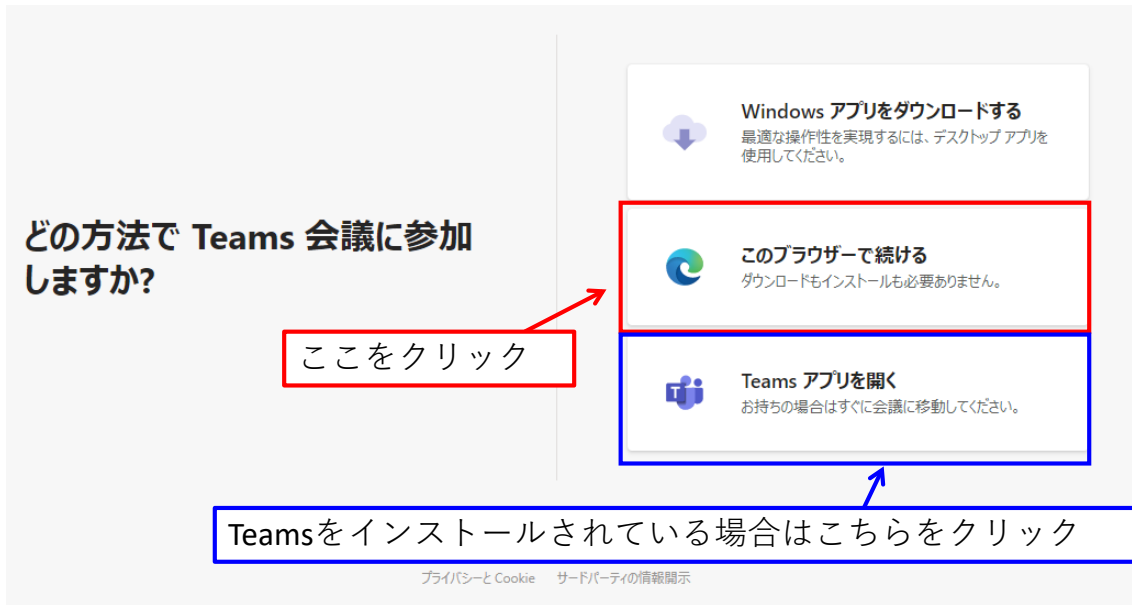 どの方法で Teams 会議に参加
しますか?
Windows アプリをダウンロードする
最適な操作性を実現するには、デスクトップ アプリを
使用してください。
このブラウザーで続ける
ダウンロードもインストールも必要ありません。
ここをクリック
Teams アプリを開く
お持ちの場合はすぐに会議に移動してください。
Teamsをインストールされている場合はこちらをクリック
プライバシーと Cookie サードパーティの情報開示